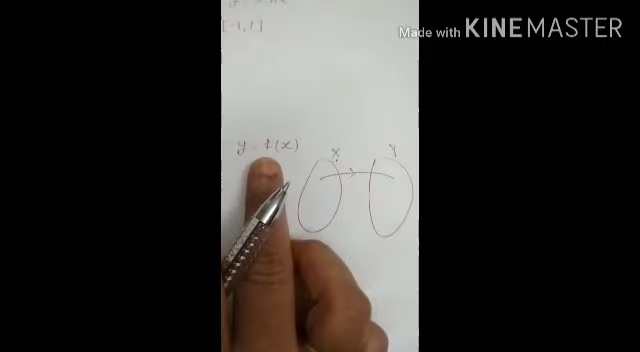 Made with KINEMASTER
[-1, 1]
y = f(x)
X
Y